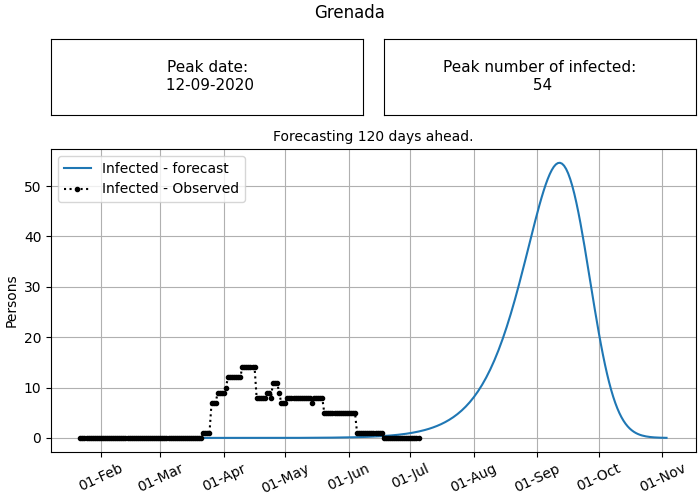 Grenada
Peak date:
12-09-2020
Peak number of infected:
54
Forecasting 120 days ahead.
Infected - forecast
Infected - Observed
Persons
50
40
30
20
10
0
01-Feb
01-Mar
01-Apr
01-May
01-Jun
01-Jul
01-Aug
01-Sep
01-Oct
01-Nov